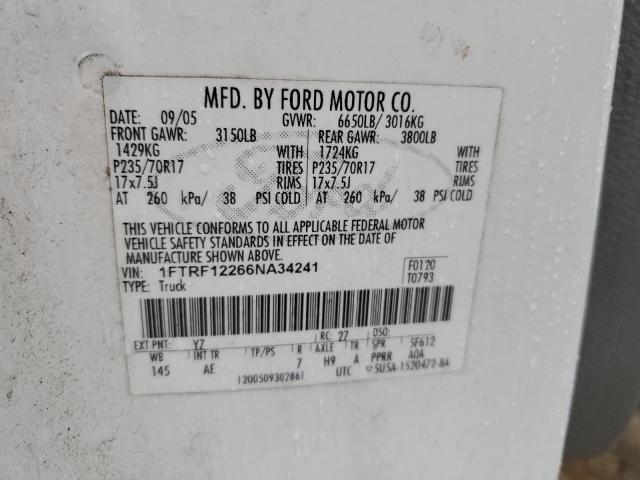 MFD. BY FORD MOTOR CO.
DATE: 09/05 GVWR: 6650LB/ 3016KG
FRONT GAWR: 3150LB REAR GAWR: 3800LB
1429KG WITH 1724KG WITH
P235/70R17 TIRES P235/70R17 TIRES
17x7.5J RIMS 17x7.5J RIMS
AT 260 kPa/ 38 PSI COLD AT 260 kPa/ 38 PSI COLD
THIS VEHICLE CONFORMS TO ALL APPLICABLE FEDERAL MOTOR
VEHICLE SAFETY STANDARDS IN EFFECT ON THE DATE OF
MANUFACTURE SHOWN ABOVE.
VIN: 1FTRF12266NA34241 F0120
TYPE: Truck T0793
EXT PNT: YZ RC: 27 DSO:
WB INT TR TP/PS R AXLE TR SPR 5F612
145 AE 7 H9 A PPRR AOA
1200509302861 UTC 5U5A-1520472-BA